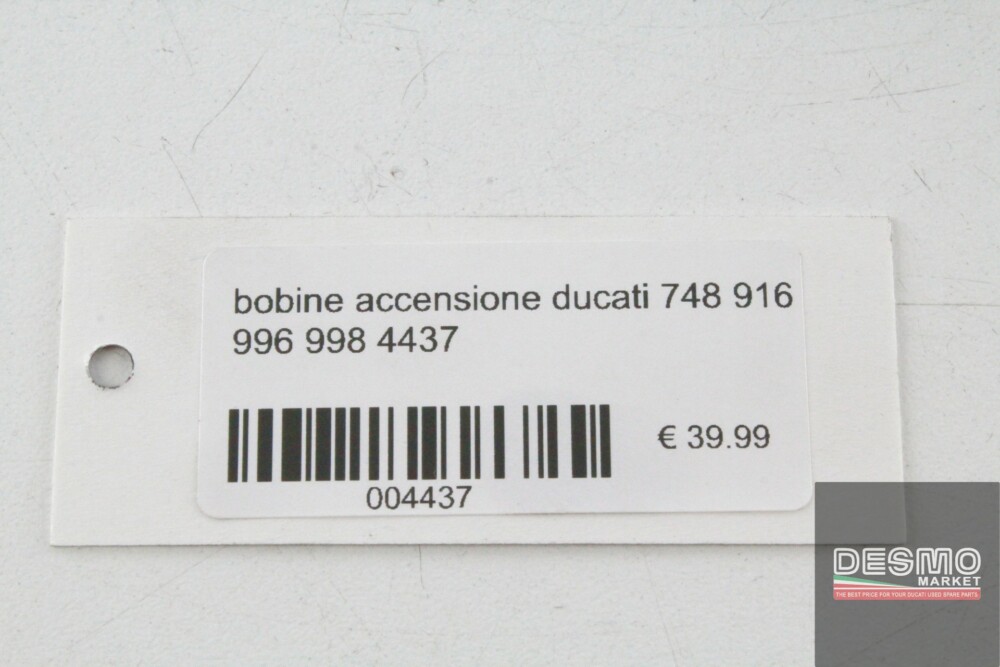 bobine accensione ducati 748 916
996 998 4437
€ 39.99
004437
DESMO
MARKET
THE BEST PRICE FOR YOUR DUCATI USED SPARE PARTS